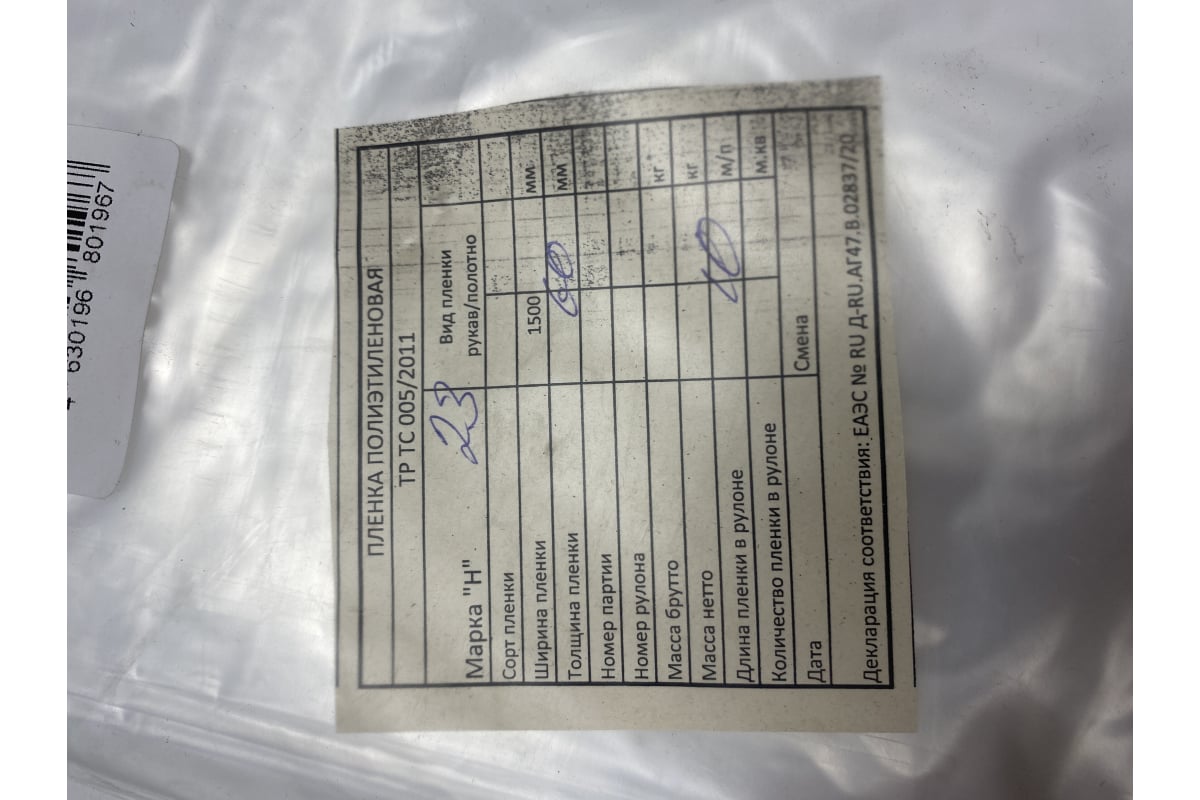 ПЛЕНКА ПОЛИЭТИЛЕНОВАЯ
ТР ТС 005/2011
Марка "Н" 23 Вид пленки рукав/полотно
Сорт пленки
Ширина пленки 1500 мм
Толщина пленки 60 мм
Номер партии
Номер рулона
Масса брутто кг
Масса нетто кг
Длина пленки в рулоне 10 м/п
Количество пленки в рулоне м.кв
Дата Смена
Декларация соответствия: ЕАЭС № RU Д-RU.АГ47.В.02837/20
630196 801967